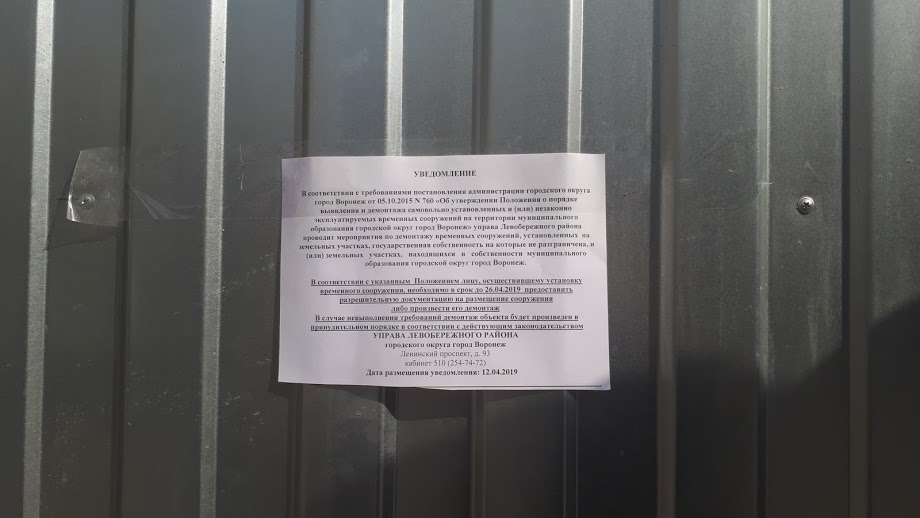 УВЕДОМЛЕНИЕ
В соответствии с требованиями постановления администрации городского округа
город Воронеж от 05.10.2015 N 760 «Об утверждении Положения о порядке
выявления и демонтажа самовольно установленных и (или) незаконно
эксплуатируемых временных сооружений на территории муниципального
образования городской округ город Воронеж» управа Левобережного района
проводит мероприятия по демонтажу временных сооружений, установленных на
земельных участках, государственная собственность на которые не разграничена, и
(или) земельных участках, находящихся в собственности муниципального
образования городской округ город Воронеж.
В соответствии с указанным Положением лицу, осуществившему установку
временного сооружения, необходимо в срок до 26.04.2019 предоставить
разрешительную документацию на размещение сооружения
либо произвести его демонтаж
В случае невыполнения требований демонтаж объекта будет произведен в
принудительном порядке в соответствии с действующим законодательством
УПРАВА ЛЕВОБЕРЕЖНОГО РАЙОНА
городского округа город Воронеж
Ленинский проспект, д. 93
кабинет 510 (254-74-72)
Дата размещения уведомления: 12.04.2019